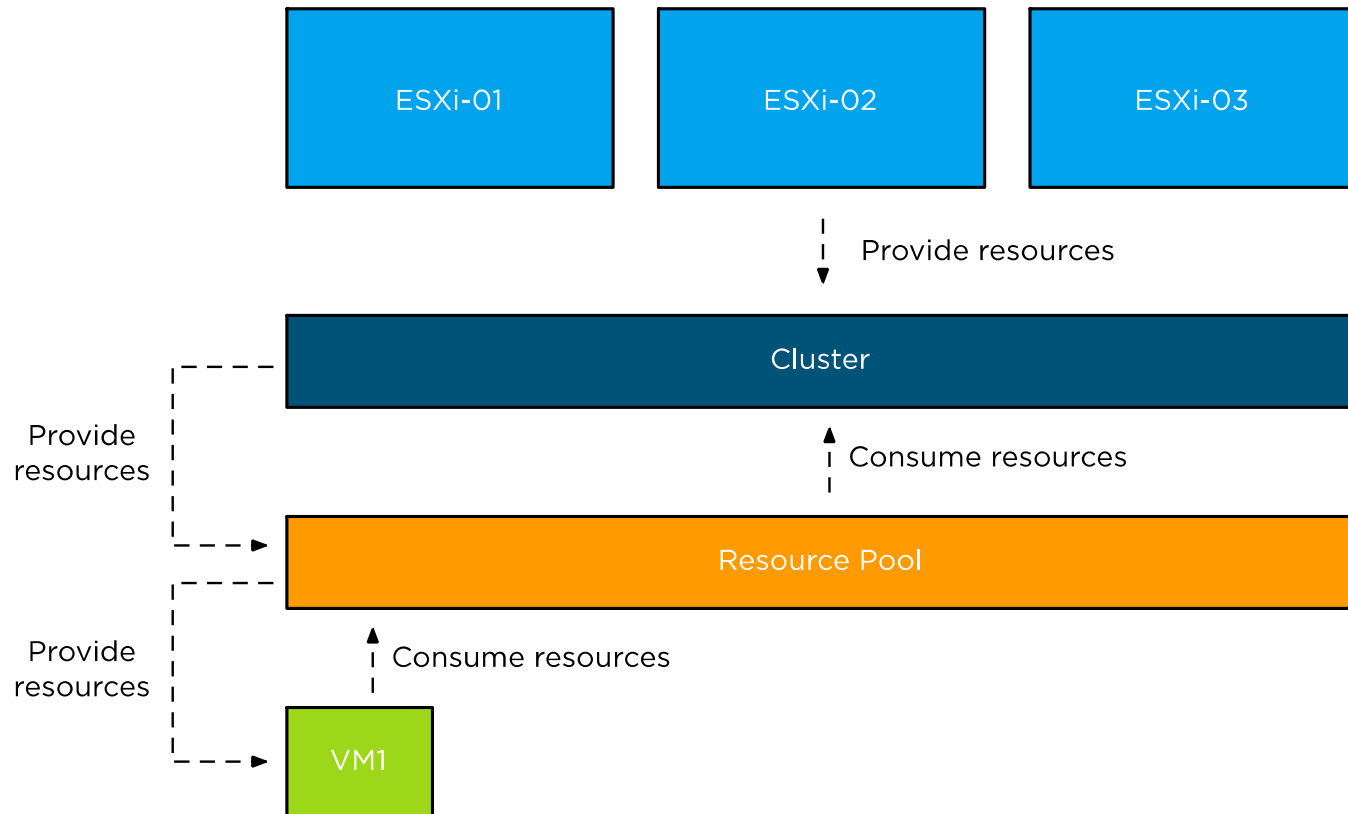 ESXi-01
ESXi-02
ESXi-03
Provide resources
Cluster
Provide
resources
Consume resources
Resource Pool
Provide
resources
Consume resources
VM1